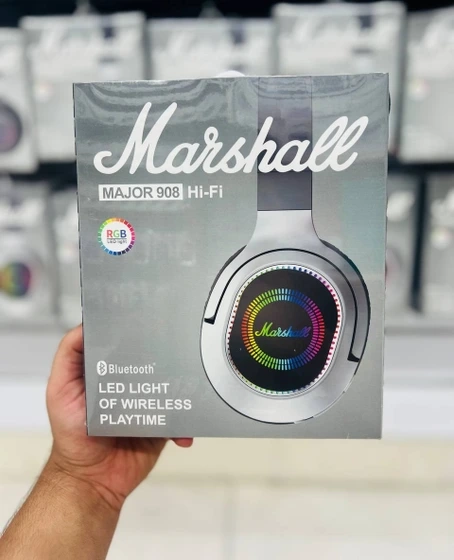 Marshall
MAJOR 908 Hi-Fi
RGB
Marshall
Bluetooth®
LED LIGHT
OF WIRELESS
PLAYTIME